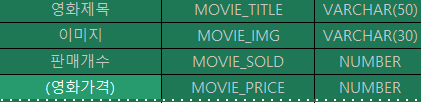 영화제목 MOVIE_TITLE VARCHAR(50)
이미지 MOVIE_IMG VARCHAR(30)
판매개수 MOVIE_SOLD NUMBER
(영화가격) MOVIE_PRICE NUMBER